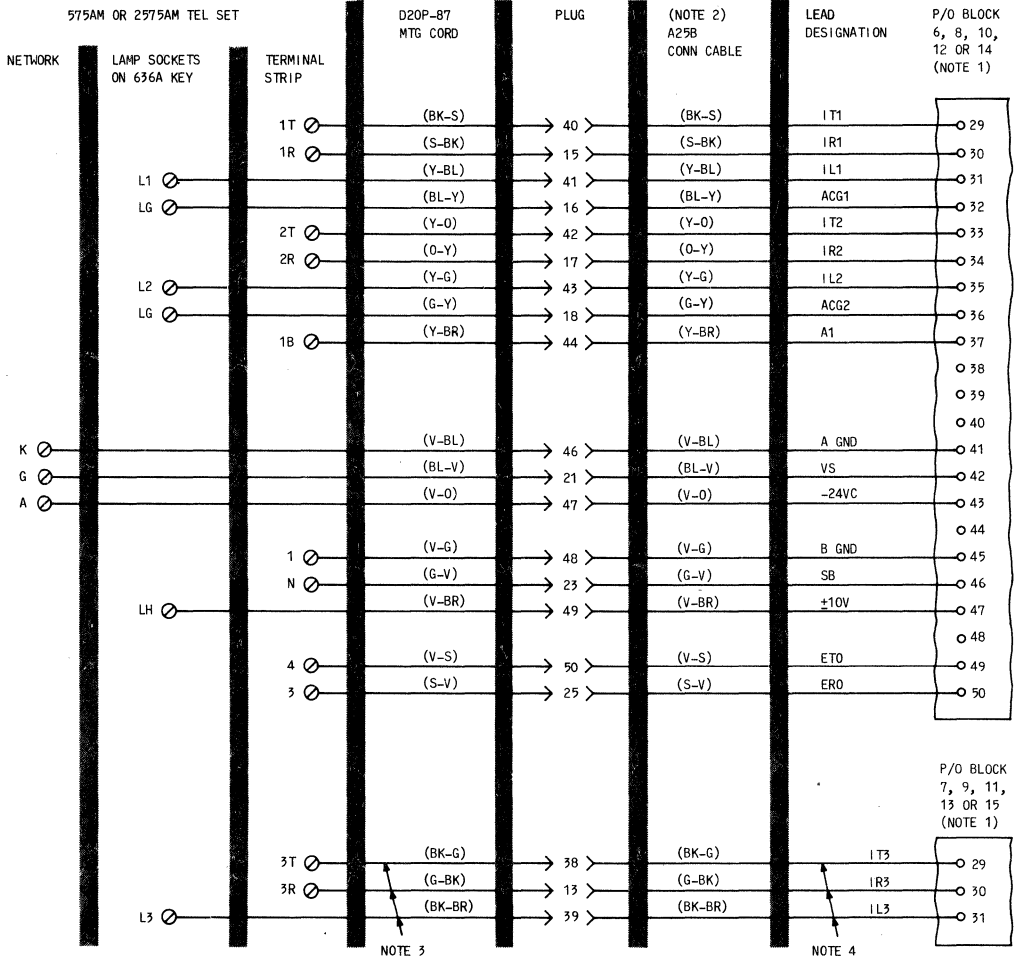 575AM OR 2575AM TEL SET
D20P-87
MTG CORD
PLUG
(NOTE 2)
A25B
CONN CABLE
LEAD
DESIGNATION
P/O BLOCK
6, 8, 10,
12 OR 14
(NOTE 1)
NETWORK
LAMP SOCKETS
ON 636A KEY
TERMINAL
STRIP
1T (BK-S) 40 (BK-S) IT1 29
1R (S-BK) 15 (S-BK) IR1 30
L1 (Y-BL) 41 (Y-BL) IL1 31
LG (BL-Y) 16 (BL-Y) ACG1 32
2T (Y-O) 42 (Y-O) IT2 33
2R (O-Y) 17 (O-Y) IR2 34
L2 (Y-G) 43 (Y-G) IL2 35
LG (G-Y) 18 (G-Y) ACG2 36
1B (Y-BR) 44 (Y-BR) A1 37
38
39
40
K (V-BL) 46 (V-BL) A GND 41
G (BL-V) 21 (BL-V) VS 42
A (V-O) 47 (V-O) -24VC 43
44
1 (V-G) 48 (V-G) B GND 45
N (G-V) 23 (G-V) SB 46
LH (V-BR) 49 (V-BR) ±10V 47
48
4 (V-S) 50 (V-S) ET0 49
3 (S-V) 25 (S-V) ER0 50
P/O BLOCK
7, 9, 11,
13 OR 15
(NOTE 1)
3T (BK-G) 38 (BK-G) IT3 29
3R (G-BK) 13 (G-BK) IR3 30
L3 (BK-BR) 39 (BK-BR) IL3 31
NOTE 3
NOTE 4